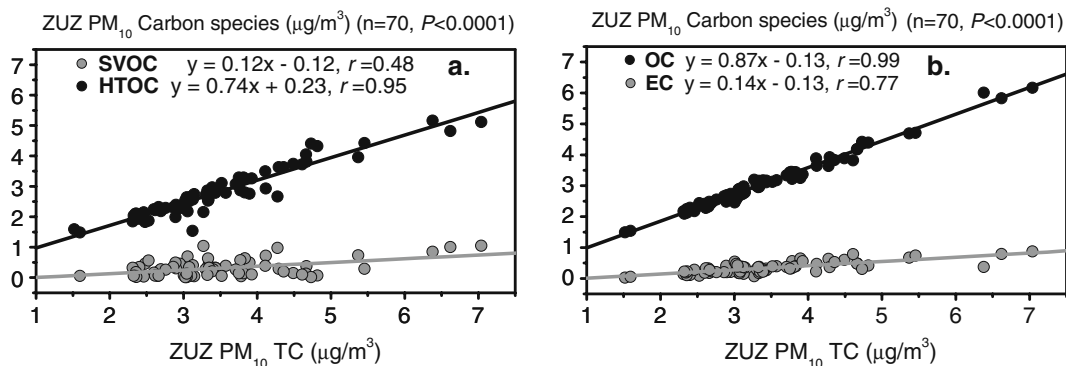 ZUZ PM₁₀ Carbon species (μg/m³) (n=70, P<0.0001)
SVOC y = 0.12x - 0.12, r=0.48
HTOC y = 0.74x + 0.23, r=0.95
a.
7
6
5
4
3
2
1
0
1 2 3 4 5 6 7
ZUZ PM₁₀ TC (μg/m³)
ZUZ PM₁₀ Carbon species (μg/m³) (n=70, P<0.0001)
OC y = 0.87x - 0.13, r=0.99
EC y = 0.14x - 0.13, r=0.77
b.
7
6
5
4
3
2
1
0
1 2 3 4 5 6 7
ZUZ PM₁₀ TC (μg/m³)